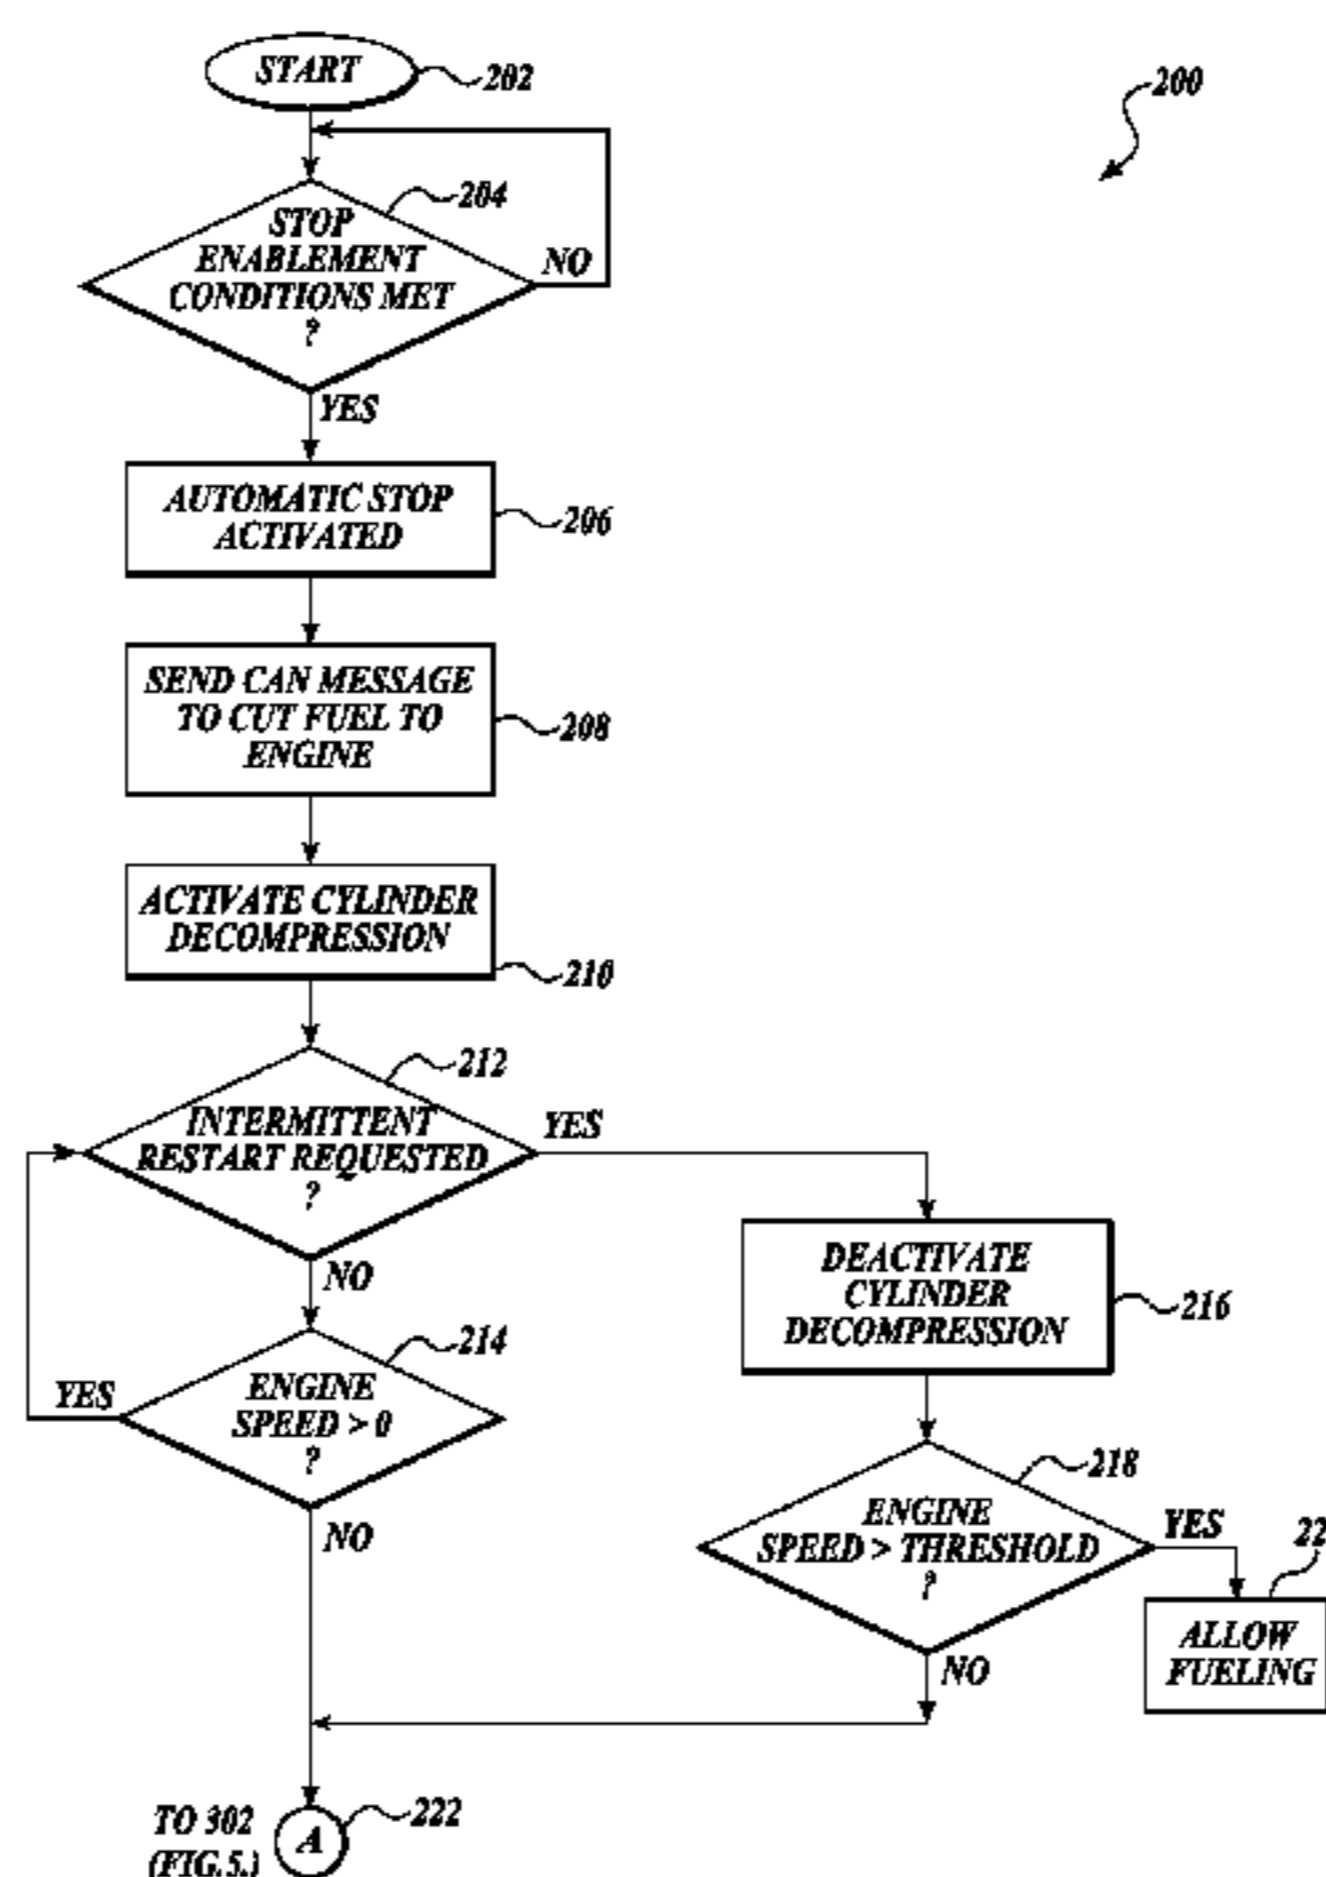 START
202
200
204
STOP
ENABLEMENT
CONDITIONS MET
?
NO
YES
AUTOMATIC STOP
ACTIVATED
206
SEND CAN MESSAGE
TO CUT FUEL TO
ENGINE
208
ACTIVATE CYLINDER
DECOMPRESSION
210
212
INTERMITTENT
RESTART REQUESTED
?
YES
NO
DEACTIVATE
CYLINDER
DECOMPRESSION
216
214
ENGINE
SPEED > 0
?
YES
NO
218
ENGINE
SPEED > THRESHOLD
?
YES
NO
22
ALLOW
FUELING
TO 302
(FIG.5.)
A
222